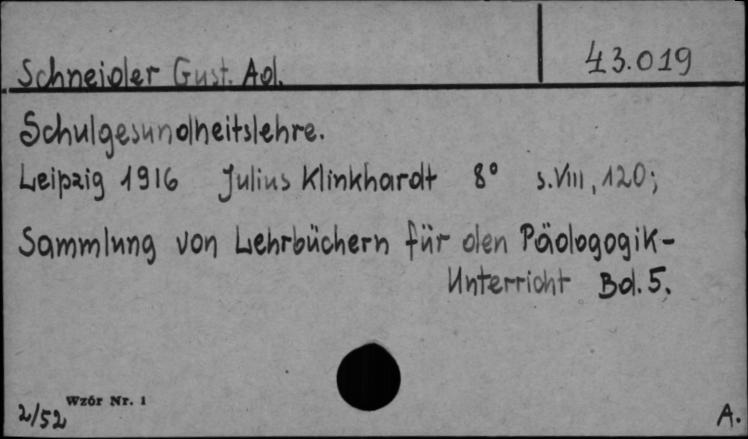 43.019
Schneider Gust. Ad.
Schulgesundheitslehre.
Leipzig 1916 Julius Klinkhardt 8° s.VIII, 120;
Sammlung von Lehrbüchern für den Pädagogik-
Unterricht Bd. 5.
Wzór Nr. 1
2/52
A.